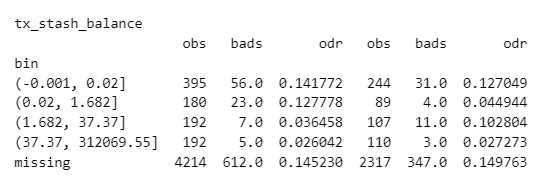 tx_stash_balance
obs bads odr obs bads odr
bin
(-0.001, 0.02] 395 56.0 0.141772 244 31.0 0.127049
(0.02, 1.682] 180 23.0 0.127778 89 4.0 0.044944
(1.682, 37.37] 192 7.0 0.036458 107 11.0 0.102804
(37.37, 312069.55] 192 5.0 0.026042 110 3.0 0.027273
missing 4214 612.0 0.145230 2317 347.0 0.149763